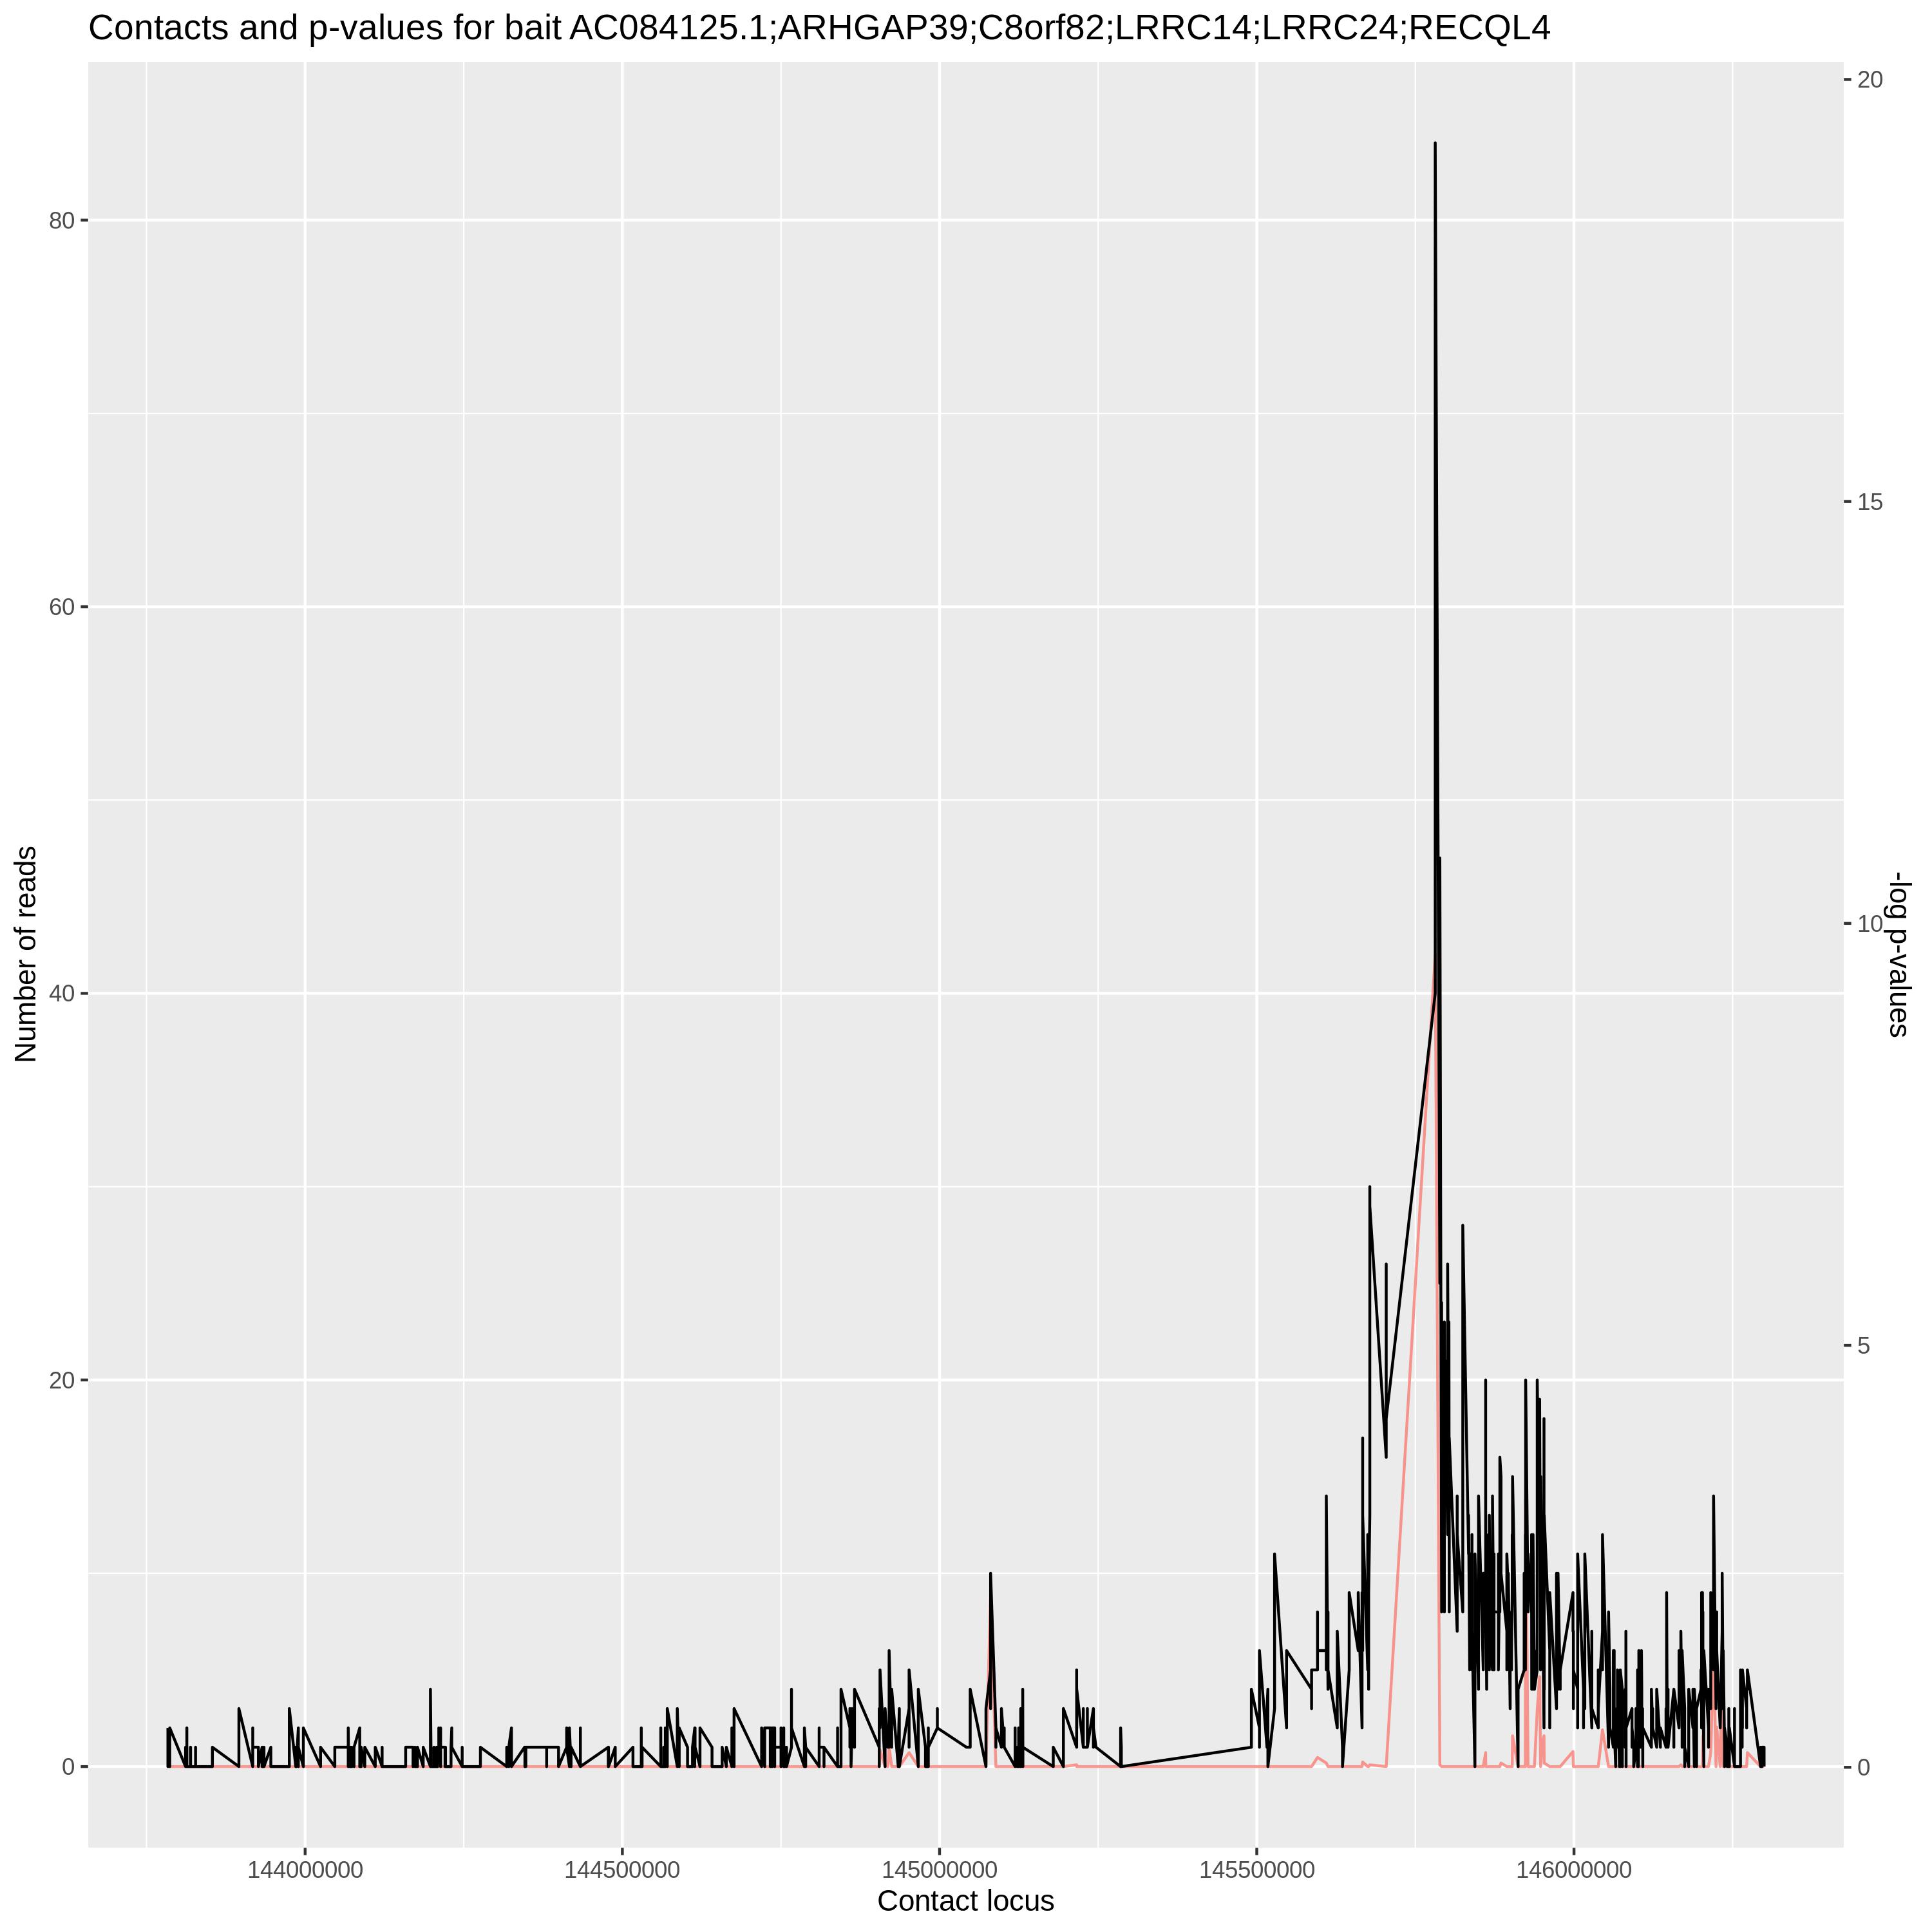 Contacts and p-values for bait AC084125.1;ARHGAP39;C8orf82;LRRC14;LRRC24;RECQL4
Number of reads
80
60
40
20
0
20
15
10
5
0
-log p-values
144000000 144500000 145000000 145500000 146000000
Contact locus